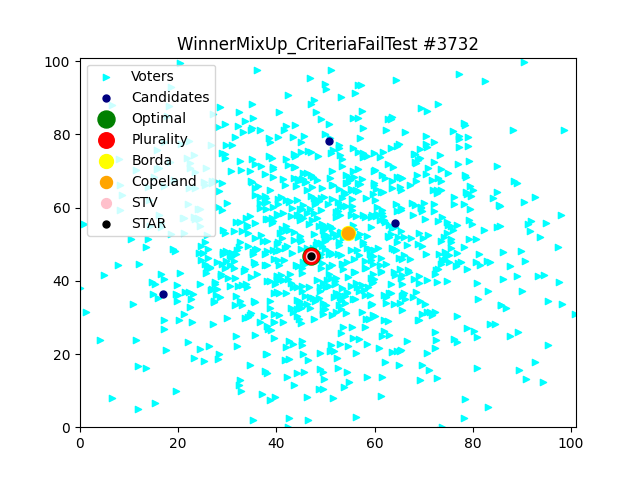 WinnerMixUp_CriteriaFailTest #3732
Voters
Candidates
Optimal
Plurality
Borda
Copeland
STV
STAR
100
80
60
40
20
0
0 20 40 60 80 100